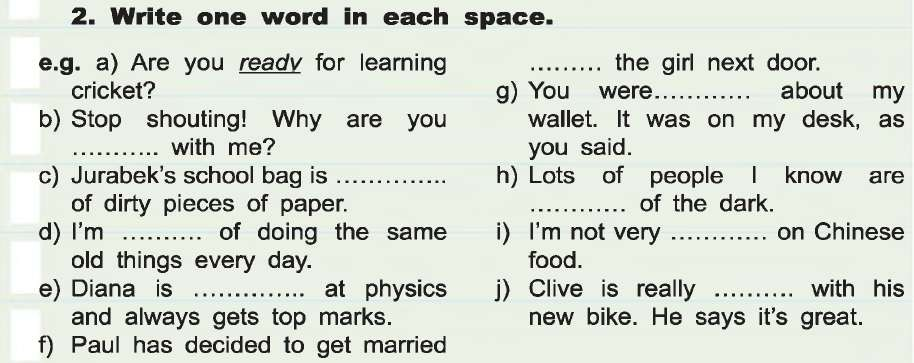 2. Write one word in each space.
e.g. a) Are you ready for learning
cricket?
b) Stop shouting! Why are you
........... with me?
c) Jurabek's school bag is ..............
of dirty pieces of paper.
d) I'm .......... of doing the same
old things every day.
e) Diana is .............. at physics
and always gets top marks.
f) Paul has decided to get married
......... the girl next door.
g) You were............ about my
wallet. It was on my desk, as
you said.
h) Lots of people I know are
............ of the dark.
i) I'm not very ............ on Chinese
food.
j) Clive is really .......... with his
new bike. He says it's great.